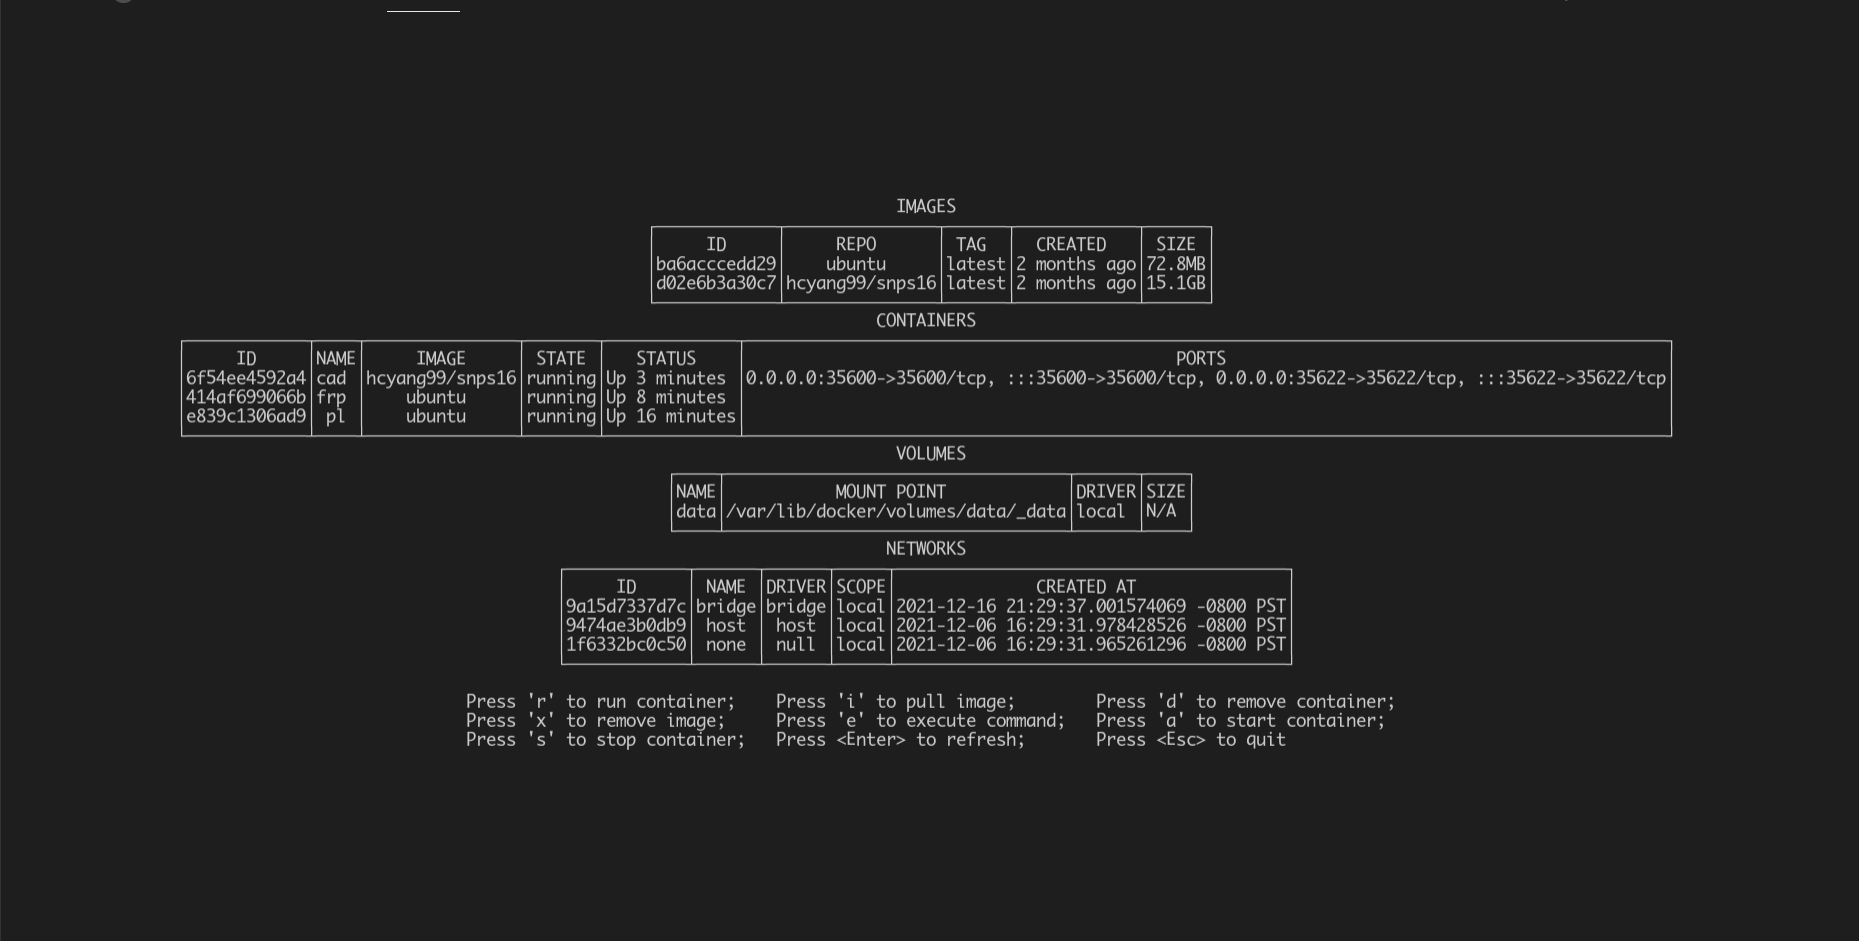 IMAGES
ID REPO TAG CREATED SIZE
ba6acccedd29 ubuntu latest 2 months ago 72.8MB
d02e6b3a30c7 hcyang99/snps16 latest 2 months ago 15.1GB
CONTAINERS
ID NAME IMAGE STATE STATUS PORTS
6f54ee4592a4 cad hcyang99/snps16 running Up 3 minutes 0.0.0.0:35600->35600/tcp, :::35600->35600/tcp, 0.0.0.0:35622->35622/tcp, :::35622->35622/tcp
414af699066b frp ubuntu running Up 8 minutes
e839c1306ad9 pl ubuntu running Up 16 minutes
VOLUMES
NAME MOUNT POINT DRIVER SIZE
data /var/lib/docker/volumes/data/_data local N/A
NETWORKS
ID NAME DRIVER SCOPE CREATED AT
9a15d7337d7c bridge bridge local 2021-12-16 21:29:37.001574069 -0800 PST
9474ae3b0db9 host host local 2021-12-06 16:29:31.978428526 -0800 PST
1f6332bc0c50 none null local 2021-12-06 16:29:31.965261296 -0800 PST
Press 'r' to run container; Press 'i' to pull image; Press 'd' to remove container;
Press 'x' to remove image; Press 'e' to execute command; Press 'a' to start container;
Press 's' to stop container; Press <Enter> to refresh; Press <Esc> to quit